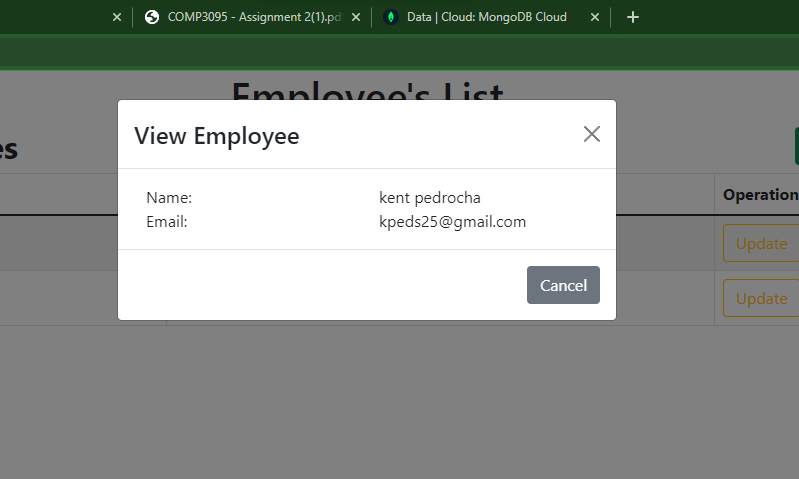 COMP3095 - Assignment 2(1).pd
Data | Cloud: MongoDB Cloud
Employee's List
View Employee
es
Name: kent pedrocha
Email: kpeds25@gmail.com
Operation
Update
Cancel
Update